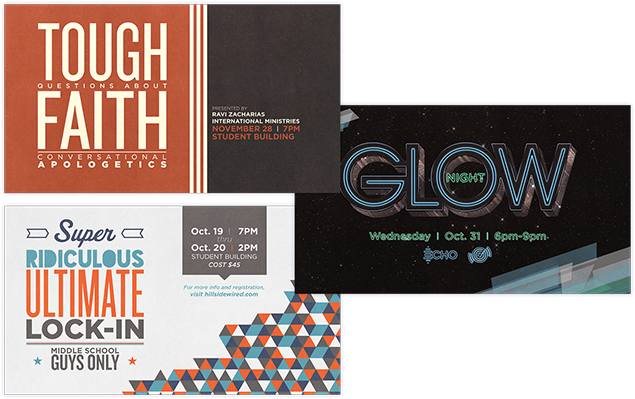 TOUGH
QUESTIONS ABOUT
FAITH
CONVERSATIONAL
APOLOGETICS
PRESENTED BY
RAVI ZACHARIAS
INTERNATIONAL MINISTRIES
NOVEMBER 28 | 7PM
STUDENT BUILDING
GLOW
NIGHT
Wednesday | Oct. 31 | 6pm-9pm
ECHO
Super
RIDICULOUS
ULTIMATE
LOCK-IN
MIDDLE SCHOOL
GUYS ONLY
Oct. 19 | 7PM
thru
Oct. 20 | 2PM
STUDENT BUILDING
COST $45
For more info and registration,
visit hillsidewired.com